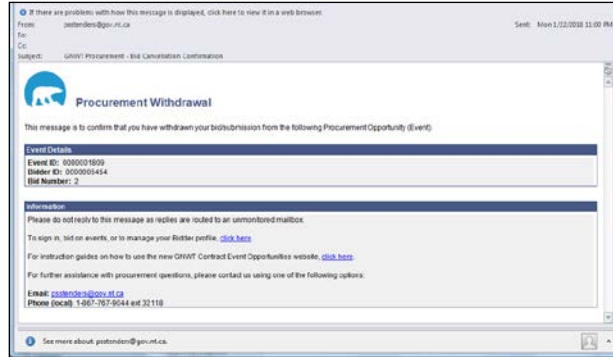 If there are problems with how this message is displayed, click here to view it in a web browser.
From: psstenders@gov.nt.ca
Sent: Mon 1/22/2018 11:00 PM
To:
Cc:
Subject: GNWT Procurement - Bid Cancellation Confirmation
Procurement Withdrawal
This message is to confirm that you have withdrawn your bid/submission from the following Procurement Opportunity (Event):
Event Details
Event ID: 0000001809
Bidder ID: 0000005454
Bid Number: 2
Information
Please do not reply to this message as replies are routed to an unmonitored mailbox.
To sign in, bid on events, or to manage your Bidder profile, click here.
For instruction guides on how to use the new GNWT Contract Event Opportunities website, click here.
For further assistance with procurement questions, please contact us using one of the following options:
Email: psstenders@gov.nt.ca
Phone (local) 1-867-767-9044 ext 32118
See more about: psstenders@gov.nt.ca.